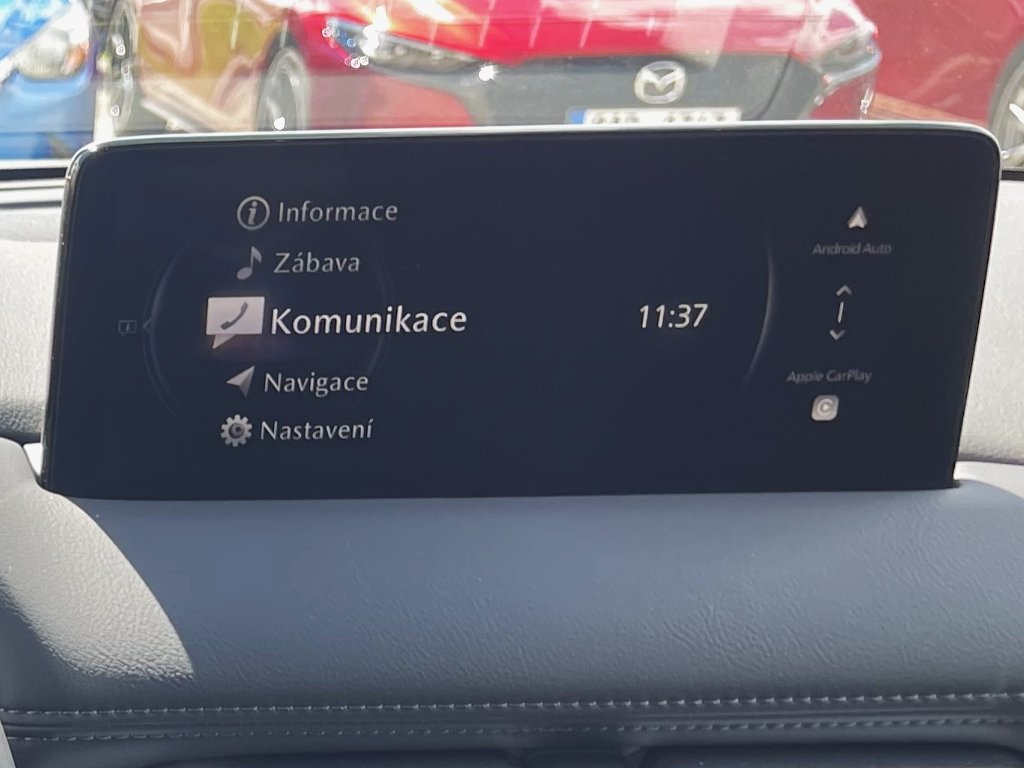 Informace
Zábava
Komunikace
Navigace
Nastavení
11:37
Android Auto
Apple CarPlay